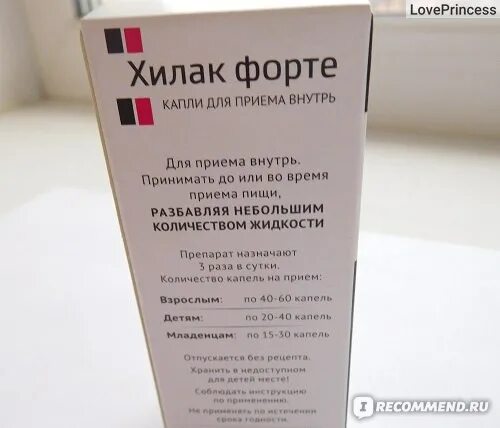 LovePrincess
Хилак форте
КАПЛИ ДЛЯ ПРИЕМА ВНУТРЬ
Для приема внутрь.
Принимать до или во время
приема пищи,
РАЗБАВЛЯЯ НЕБОЛЬШИМ
КОЛИЧЕСТВОМ ЖИДКОСТИ
Препарат назначают
3 раза в сутки.
Количество капель на прием:
Взрослым: по 40-60 капель
Детям: по 20-40 капель
Младенцам: по 15-30 капель
Отпускается без рецепта.
Хранить в недоступном
для детей месте!
Соблюдать инструкцию
по применению.
Не применять по истечении
срока годности.
IRECOMMEND.RU